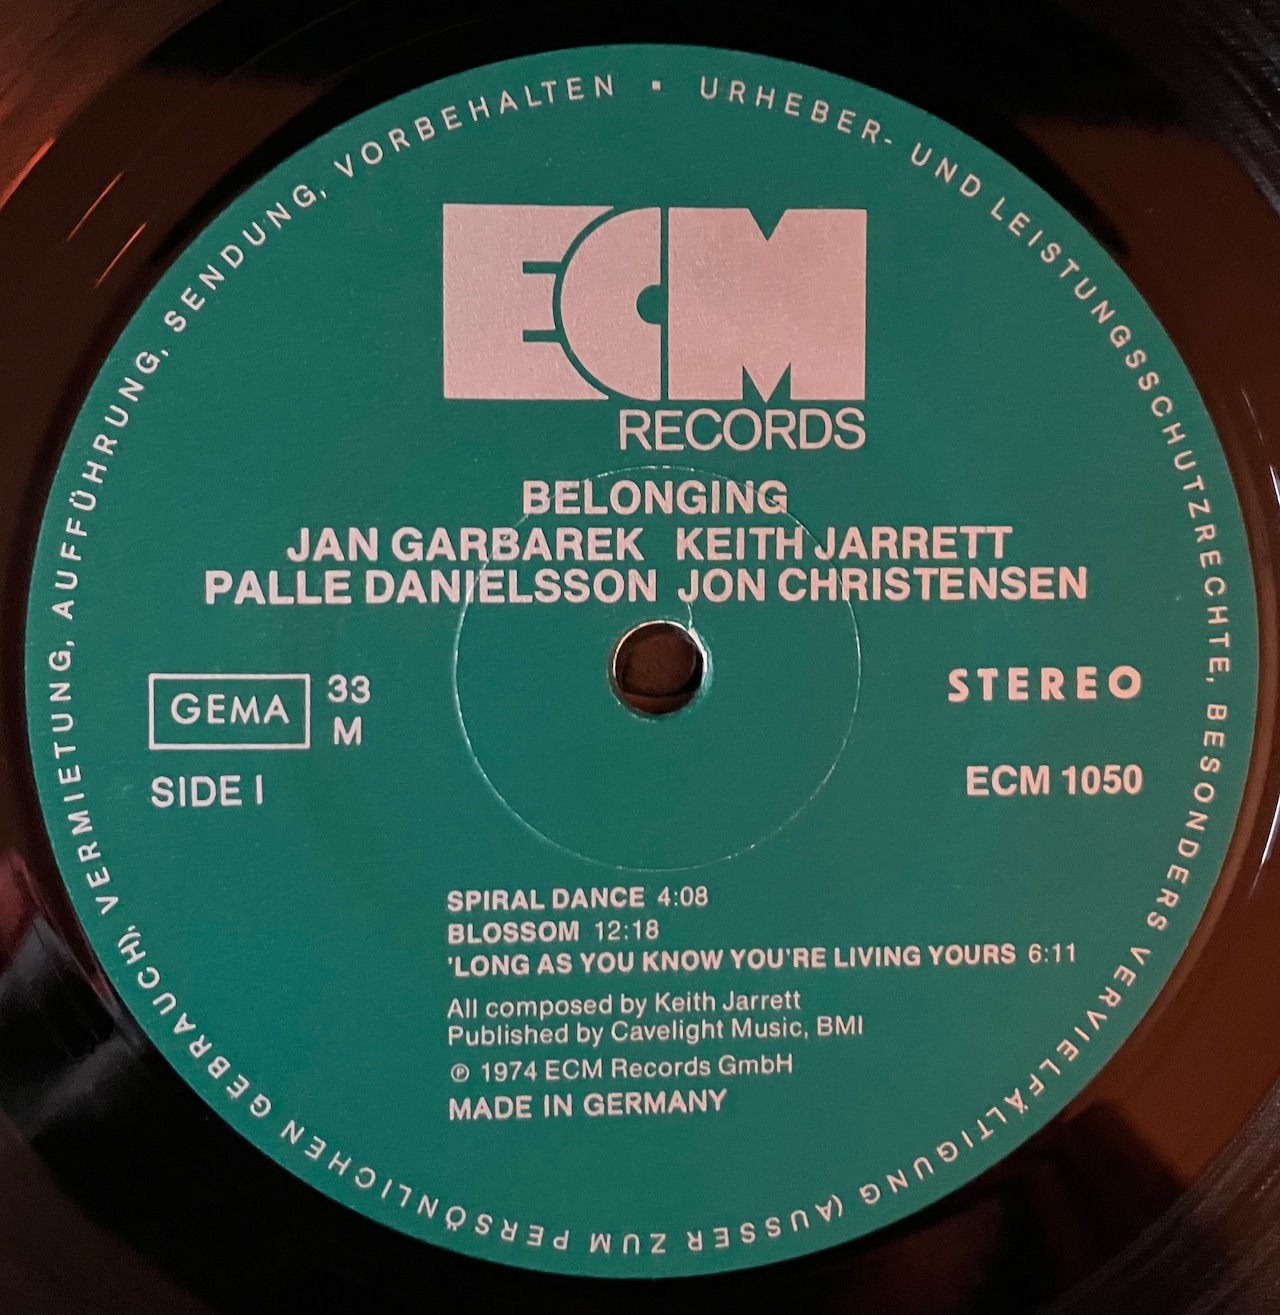 URHEBER- UND LEISTUNGSSCHUTZRECHTE, BESONDERS VERVIELFÄLTIGUNG (AUSSER ZUM PERSÖNLICHEN GEBRAUCH), VERMIETUNG, AUFFÜHRUNG, SENDUNG, VORBEHALTEN ·
ECM
RECORDS
BELONGING
JAN GARBAREK KEITH JARRETT
PALLE DANIELSSON JON CHRISTENSEN
GEMA
33
M
STEREO
SIDE I
ECM 1050
SPIRAL DANCE 4:08
BLOSSOM 12:18
'LONG AS YOU KNOW YOU'RE LIVING YOURS 6:11
All composed by Keith Jarrett
Published by Cavelight Music, BMI
℗ 1974 ECM Records GmbH
MADE IN GERMANY